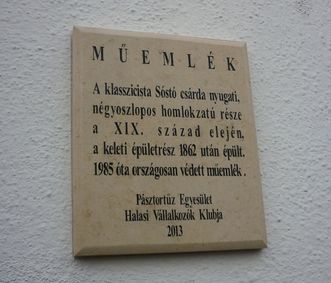 MŰEMLÉK
A klasszicista Sóstó csárda nyugati,
négyoszlopos homlokzatú része
a XIX. század elején,
a keleti épületrész 1862 után épült.
1985 óta országosan védett műemlék.
Pásztortűz Egyesület
Halasi Vállalkozók Klubja
2013